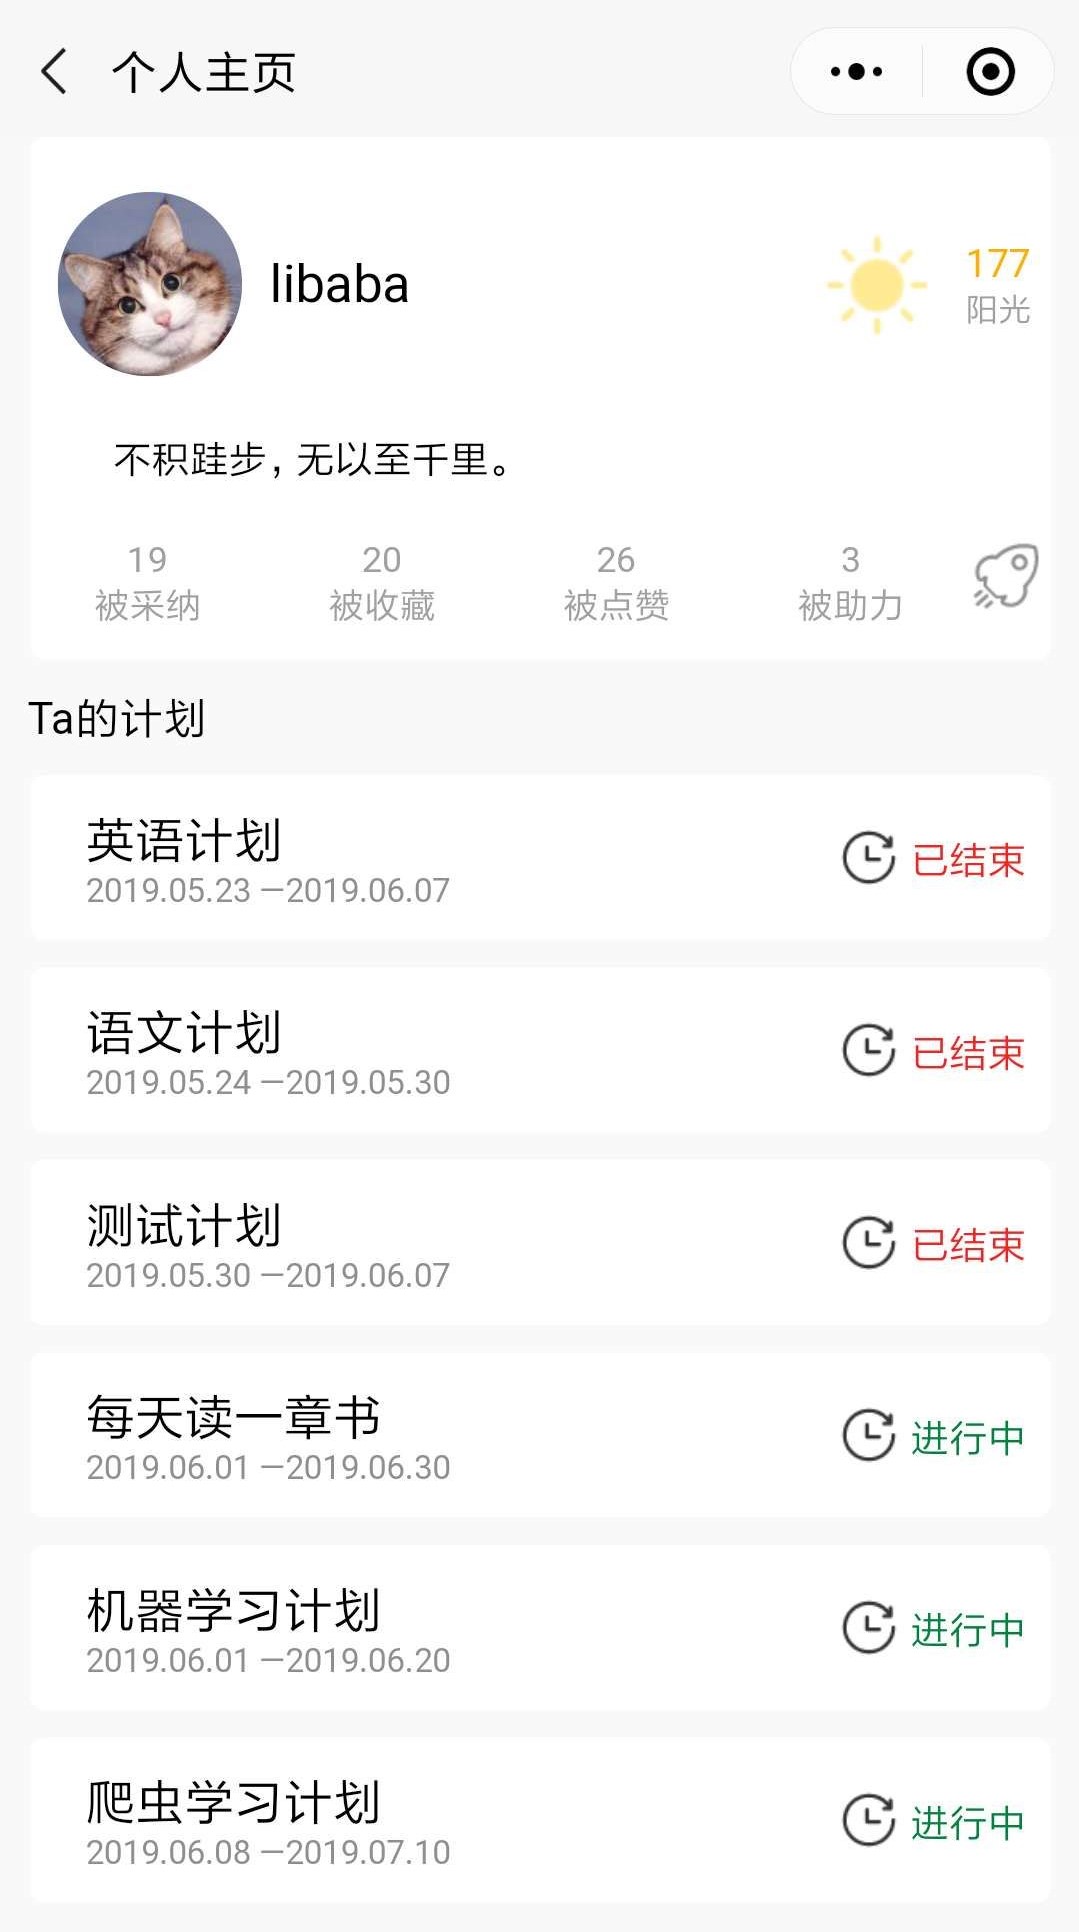 个人主页
libaba
177
阳光
不积跬步，无以至千里。
19 20 26 3
被采纳 被收藏 被点赞 被助力
Ta的计划
英语计划
2019.05.23 —2019.06.07
已结束
语文计划
2019.05.24 —2019.05.30
已结束
测试计划
2019.05.30 —2019.06.07
已结束
每天读一章书
2019.06.01 —2019.06.30
进行中
机器学习计划
2019.06.01 —2019.06.20
进行中
爬虫学习计划
2019.06.08 —2019.07.10
进行中